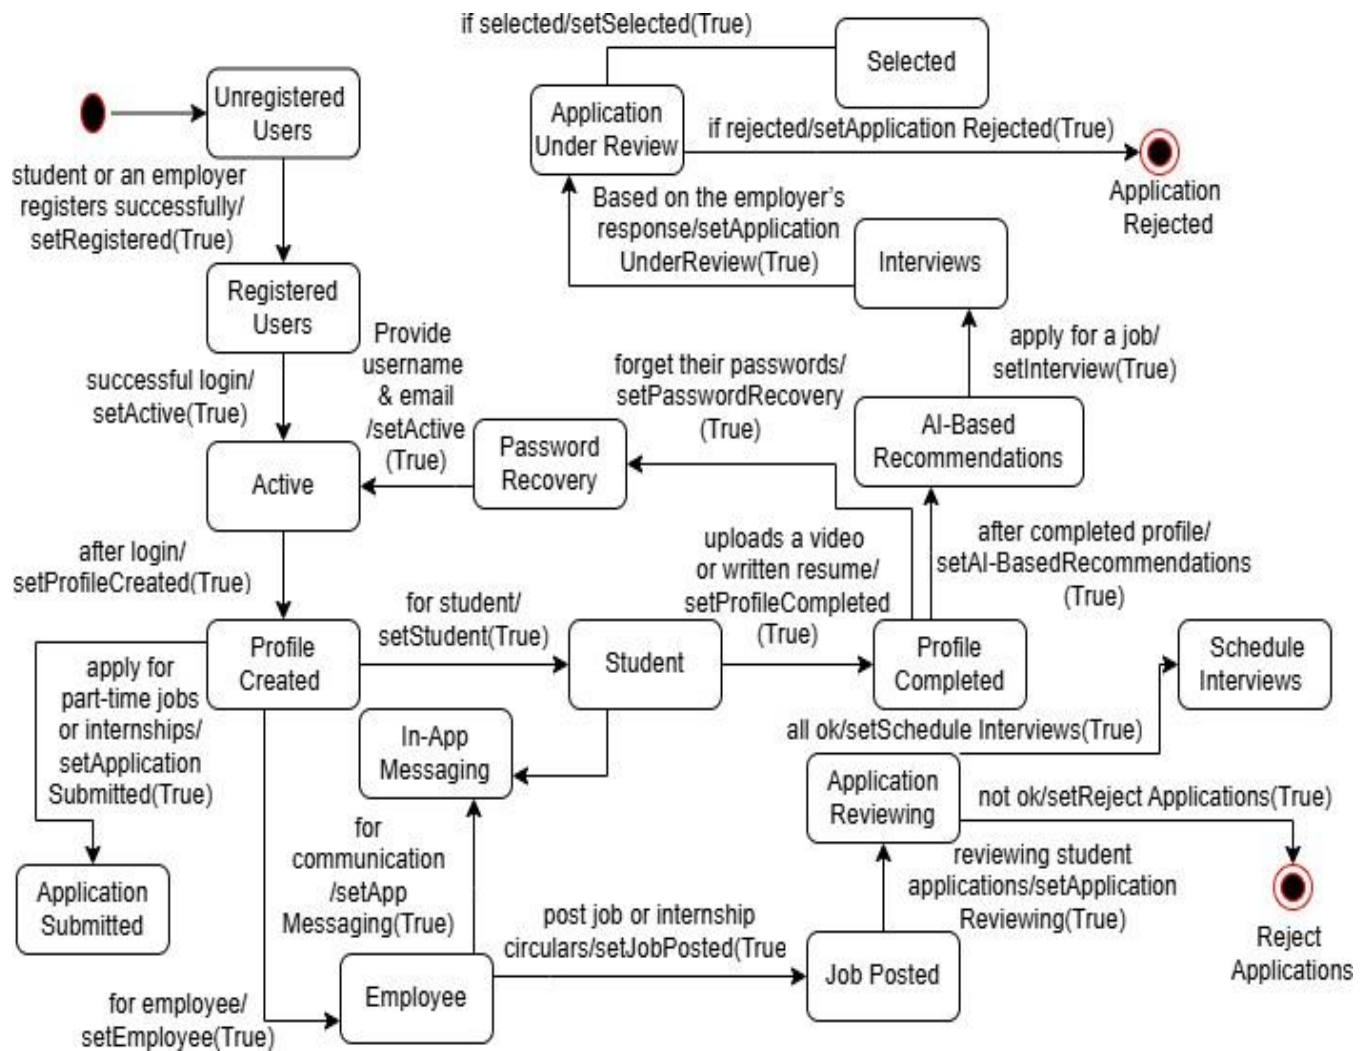 if selected/setSelected(True)
Selected
Unregistered
Users
Application
Under Review
if rejected/setApplication Rejected(True)
Application
Rejected
student or an employer
registers successfully/
setRegistered(True)
Based on the employer's
response/setApplication
UnderReview(True)
Interviews
Registered
Users
Provide
username
& email
/setActive
(True)
successful login/
setActive(True)
forget their passwords/
setPasswordRecovery
(True)
apply for a job/
setInterview(True)
AI-Based
Recommendations
Active
Password
Recovery
after login/
setProfileCreated(True)
uploads a video
or written resume/
setProfileCompleted
(True)
after completed profile/
setAI-BasedRecommendations
(True)
for student/
setStudent(True)
Profile
Created
Student
Profile
Completed
Schedule
Interviews
apply for
part-time jobs
or internships/
setApplication
Submitted(True)
In-App
Messaging
all ok/setSchedule Interviews(True)
Application
Reviewing
not ok/setReject Applications(True)
for
communication
/setApp
Messaging(True)
reviewing student
applications/setApplication
Reviewing(True)
Application
Submitted
Reject
Applications
post job or internship
circulars/setJobPosted(True
Job Posted
Employee
for employee/
setEmployee(True)